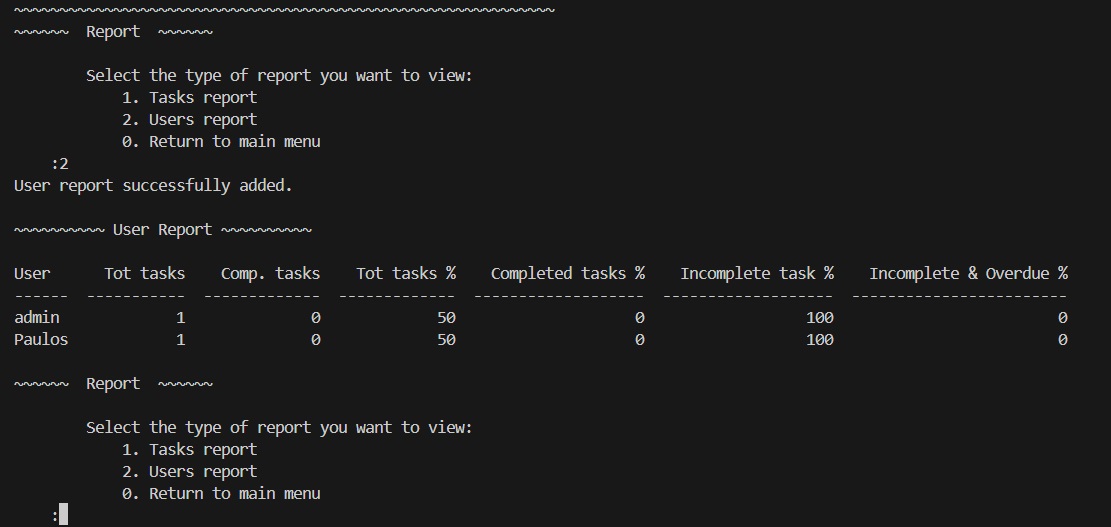 ~~~~~~~~~~~~~~~~~~~~~~~~~~~~~~~~~~~~~~~~~~~~~~~~~~~~~~~~~~~~
~~~~~~  Report  ~~~~~~

        Select the type of report you want to view:
            1. Tasks report
            2. Users report
            0. Return to main menu
    :2
User report successfully added.

~~~~~~~~~~ User Report ~~~~~~~~~~

User      Tot tasks    Comp. tasks    Tot tasks %    Completed tasks %    Incomplete task %    Incomplete & Overdue %
------  -----------  -------------  -------------  -------------------  -------------------  ------------------------
admin             1              0             50                    0                  100                         0
Paulos            1              0             50                    0                  100                         0

~~~~~~  Report  ~~~~~~

        Select the type of report you want to view:
            1. Tasks report
            2. Users report
            0. Return to main menu
    :